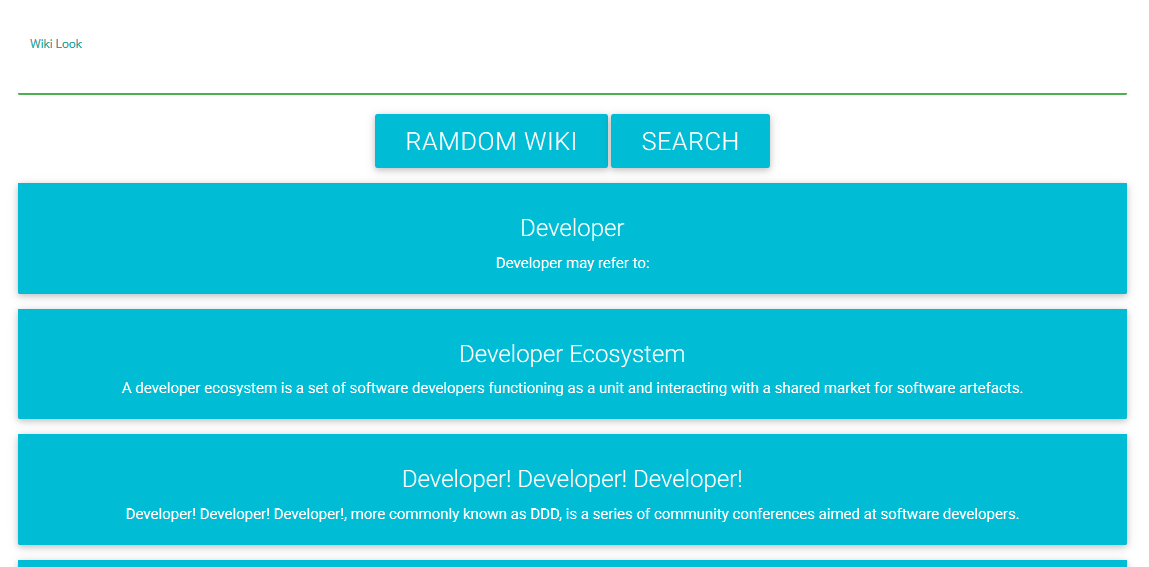 Wiki Look
RAMDOM WIKI
SEARCH
Developer
Developer may refer to:
Developer Ecosystem
A developer ecosystem is a set of software developers functioning as a unit and interacting with a shared market for software artefacts.
Developer! Developer! Developer!
Developer! Developer! Developer!, more commonly known as DDD, is a series of community conferences aimed at software developers.